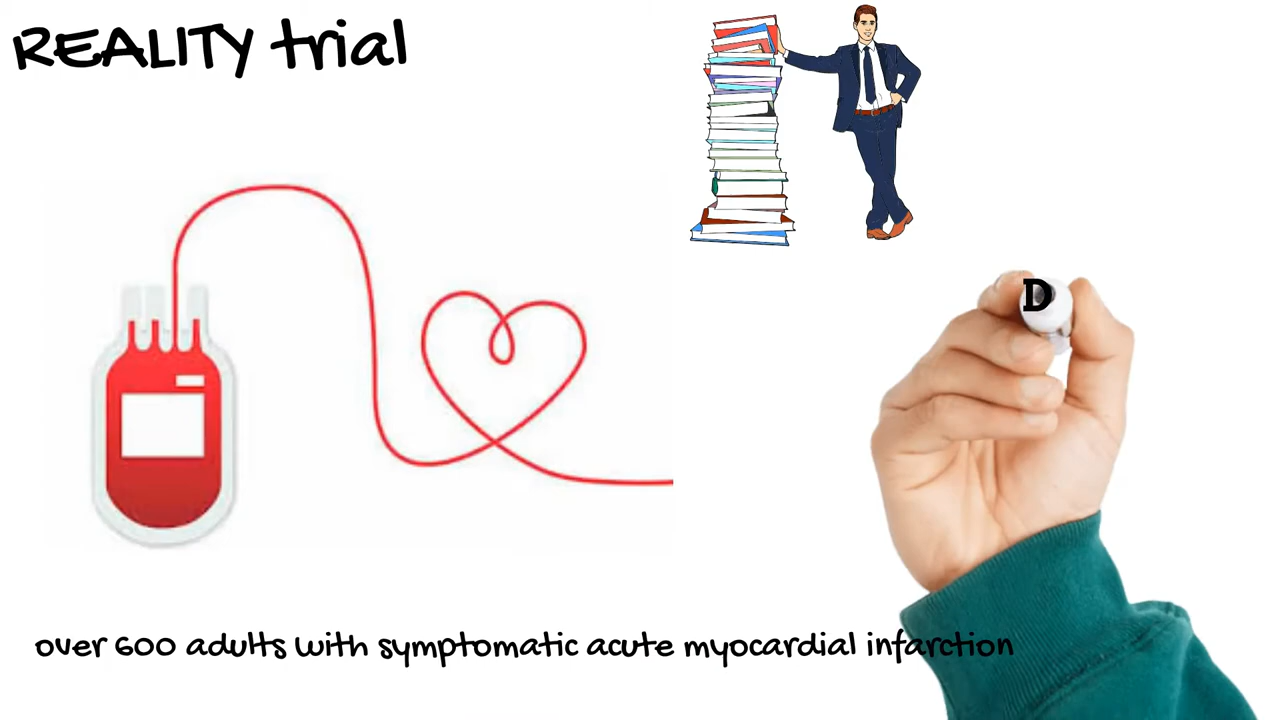 REALITY trial
D
over 600 adults with symptomatic acute myocardial infarction